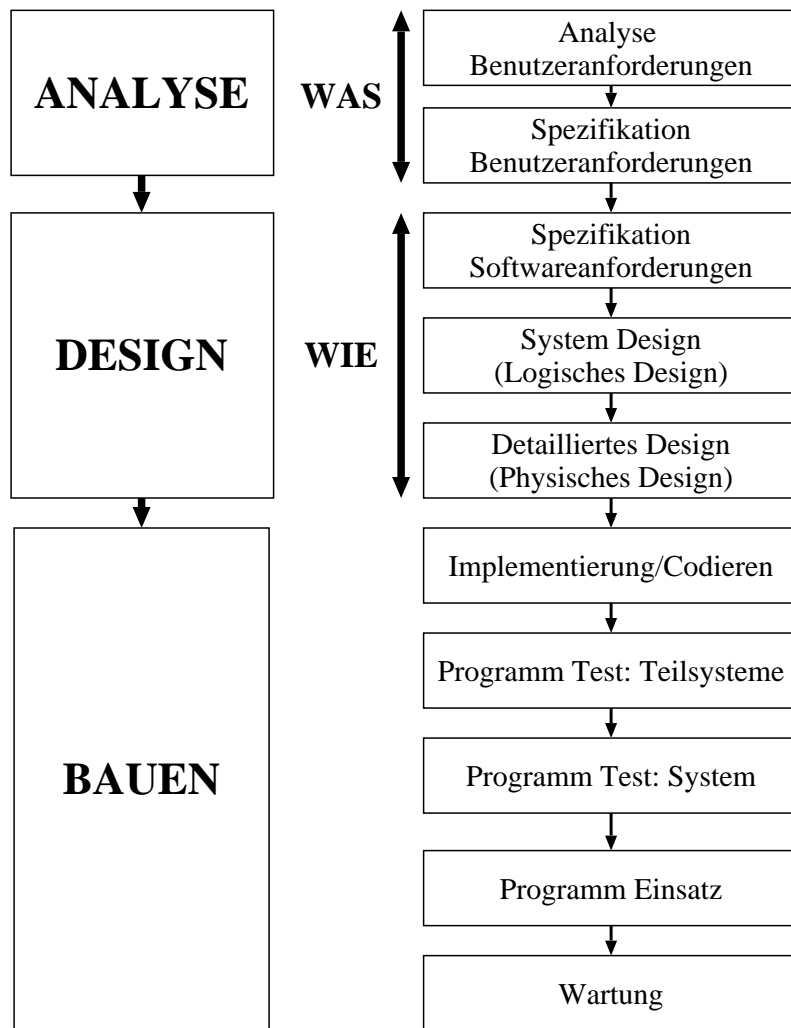 ANALYSE
WAS
Analyse
Benutzeranforderungen
Spezifikation
Benutzeranforderungen
DESIGN
WIE
Spezifikation
Softwareanforderungen
System Design
(Logisches Design)
Detailliertes Design
(Physisches Design)
BAUEN
Implementierung/Codieren
Programm Test: Teilsysteme
Programm Test: System
Programm Einsatz
Wartung